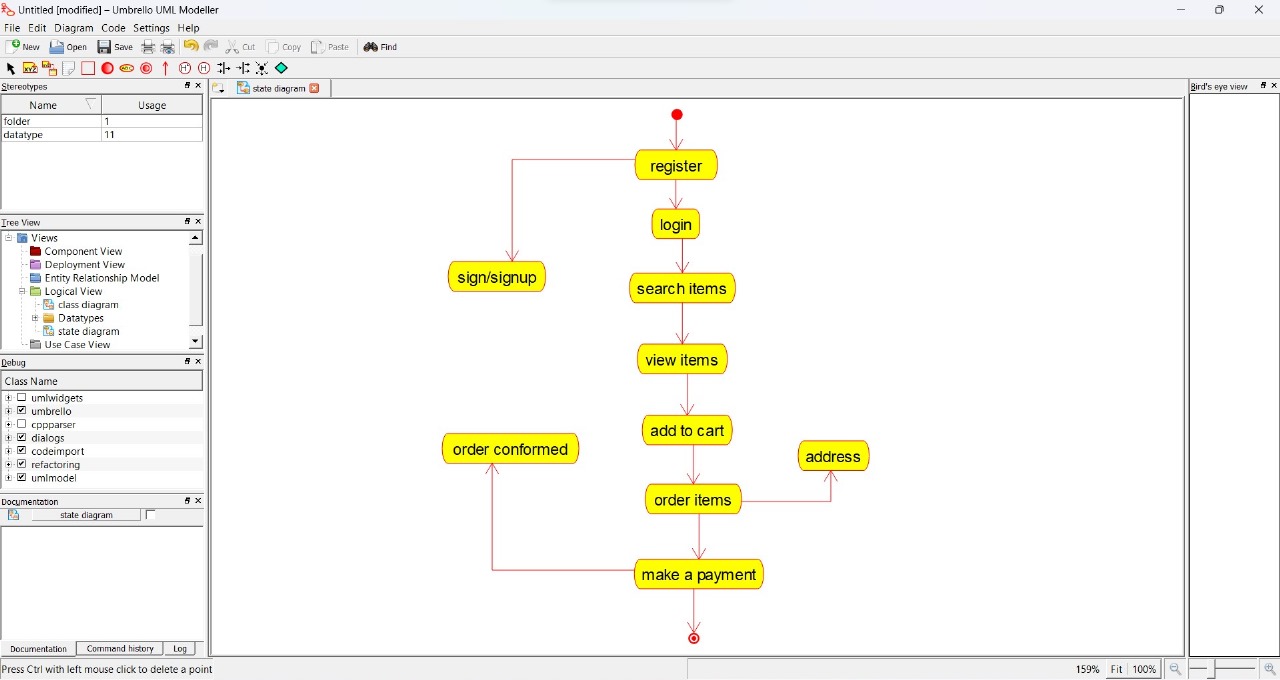 Untitled [modified] – Umbrello UML Modeller
File Edit Diagram Code Settings Help
New Open Save Cut Copy Paste Find
Stereotypes
Name Usage
folder 1
datatype 11
Tree View
Views
Component View
Deployment View
Entity Relationship Model
Logical View
class diagram
Datatypes
state diagram
Use Case View
Debug
Class Name
umlwidgets
umbrello
cppparser
dialogs
codeimport
refactoring
umlmodel
Documentation
state diagram
Documentation Command history Log
Press Ctrl with left mouse click to delete a point
state diagram
register
login
sign/signup
search items
view items
add to cart
order conformed
address
order items
make a payment
Bird's eye view
159% Fit 100%